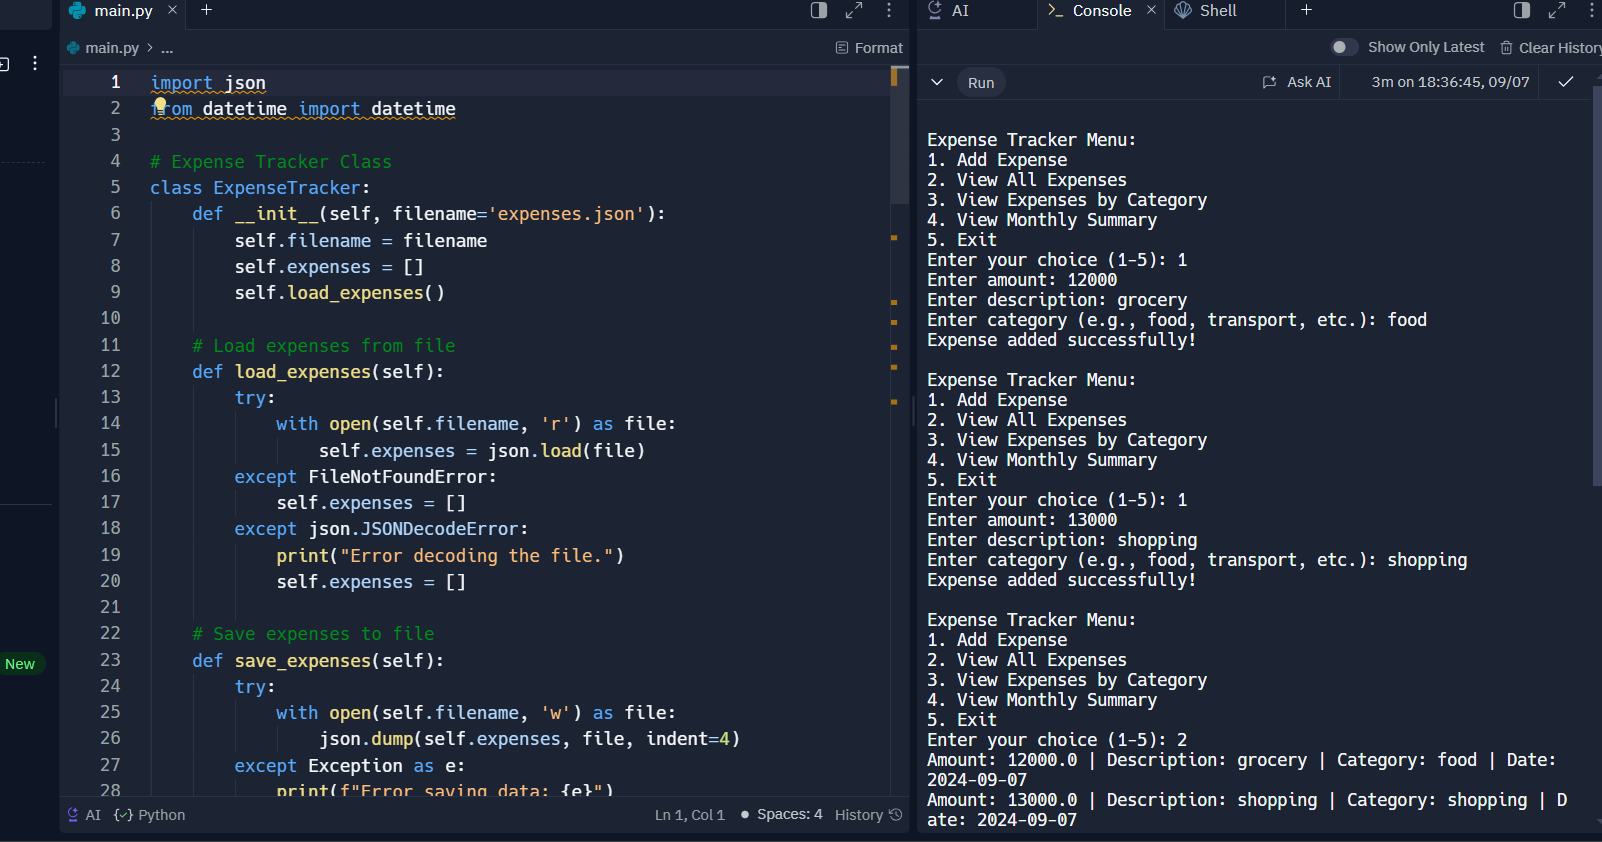 main.py
main.py > ...
Format
1 import json
2 from datetime import datetime
3
4 # Expense Tracker Class
5 class ExpenseTracker:
6 def __init__(self, filename='expenses.json'):
7 self.filename = filename
8 self.expenses = []
9 self.load_expenses()
10
11 # Load expenses from file
12 def load_expenses(self):
13 try:
14 with open(self.filename, 'r') as file:
15 self.expenses = json.load(file)
16 except FileNotFoundError:
17 self.expenses = []
18 except json.JSONDecodeError:
19 print("Error decoding the file.")
20 self.expenses = []
21
22 # Save expenses to file
23 def save_expenses(self):
24 try:
25 with open(self.filename, 'w') as file:
26 json.dump(self.expenses, file, indent=4)
27 except Exception as e:
28 print(f"Error saving data: {e}")
New
AI
Python
Ln 1, Col 1
Spaces: 4
History
AI
Console
Shell
Show Only Latest
Clear History
Run
Ask AI
3m on 18:36:45, 09/07
Expense Tracker Menu:
1. Add Expense
2. View All Expenses
3. View Expenses by Category
4. View Monthly Summary
5. Exit
Enter your choice (1-5): 1
Enter amount: 12000
Enter description: grocery
Enter category (e.g., food, transport, etc.): food
Expense added successfully!
Expense Tracker Menu:
1. Add Expense
2. View All Expenses
3. View Expenses by Category
4. View Monthly Summary
5. Exit
Enter your choice (1-5): 1
Enter amount: 13000
Enter description: shopping
Enter category (e.g., food, transport, etc.): shopping
Expense added successfully!
Expense Tracker Menu:
1. Add Expense
2. View All Expenses
3. View Expenses by Category
4. View Monthly Summary
5. Exit
Enter your choice (1-5): 2
Amount: 12000.0 | Description: grocery | Category: food | Date:
2024-09-07
Amount: 13000.0 | Description: shopping | Category: shopping | D
ate: 2024-09-07